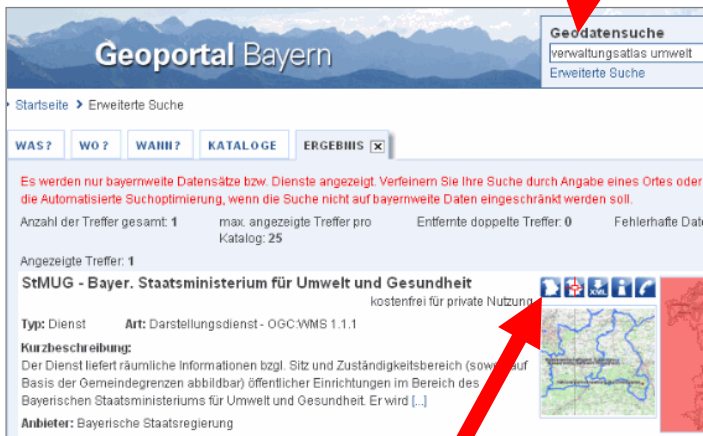 Geoportal Bayern
Geodatensuche
verwaltungsatlas umwelt
Erweiterte Suche
Startseite > Erweiterte Suche
WAS?
WO?
WANN?
KATALOGE
ERGEBNIS
Es werden nur bayernweite Datensätze bzw. Dienste angezeigt. Verfeinern Sie Ihre Suche durch Angabe eines Ortes oder
die Automatisierte Suchoptimierung, wenn die Suche nicht auf bayernweite Daten eingeschränkt werden soll.
Anzahl der Treffer gesamt: 1
max. angezeigte Treffer pro
Katalog: 25
Entfernte doppelte Treffer: 0
Fehlerhafte Date
Angezeigte Treffer: 1
StMUG - Bayer. Staatsministerium für Umwelt und Gesundheit
XML
kostenfrei für private Nutzung
Typ: Dienst Art: Darstellungsdienst - OGC:WMS 1.1.1
Kurzbeschreibung:
Der Dienst liefert räumliche Informationen bzgl. Sitz und Zuständigkeitsbereich auf
Basis der Gemeindegrenzen abbildbar) öffentlicher Einrichtungen im Bereich des
Bayerischen Staatsministeriums für Umwelt und Gesundheit. Er wird [...]
Anbieter: Bayerische Staatsregierung